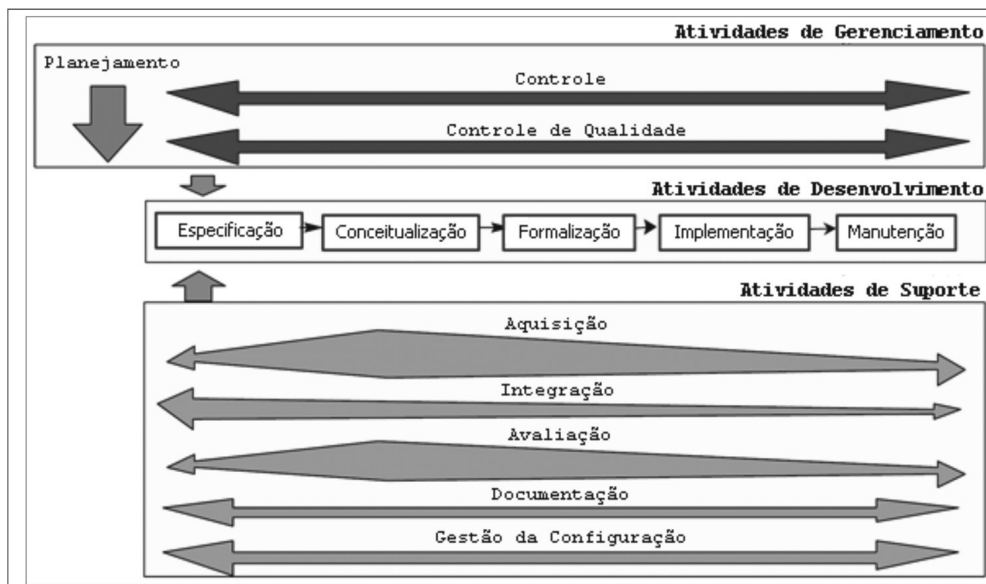 Atividades de Gerenciamento
Planejamento
Controle
Controle de Qualidade
Atividades de Desenvolvimento
Especificação
Conceitualização
Formalização
Implementação
Manutenção
Atividades de Suporte
Aquisição
Integração
Avaliação
Documentação
Gestão da Configuração